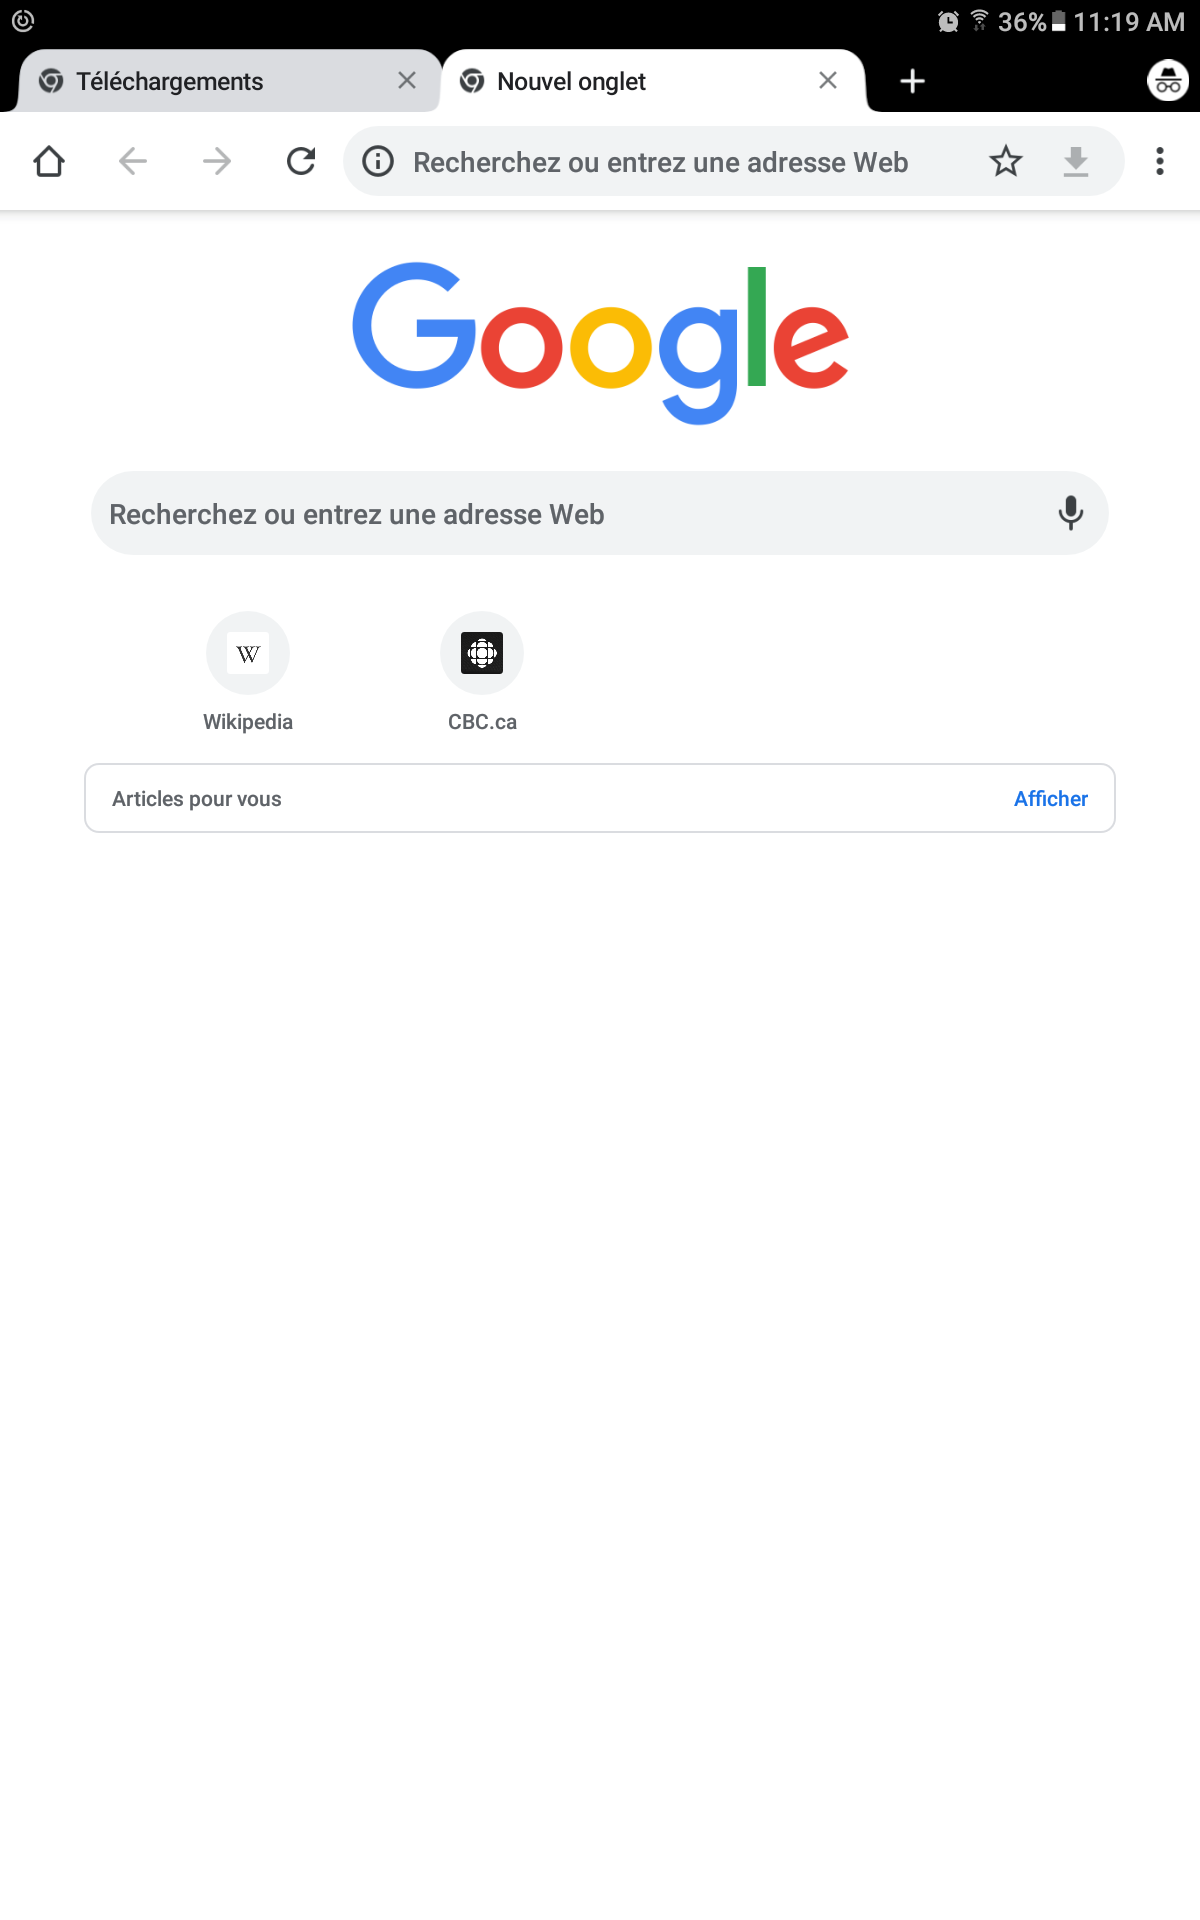 36% 11:19 AM
Téléchargements Nouvel onglet
Recherchez ou entrez une adresse Web
Google
Recherchez ou entrez une adresse Web
W
Wikipedia CBC.ca
Articles pour vous Afficher